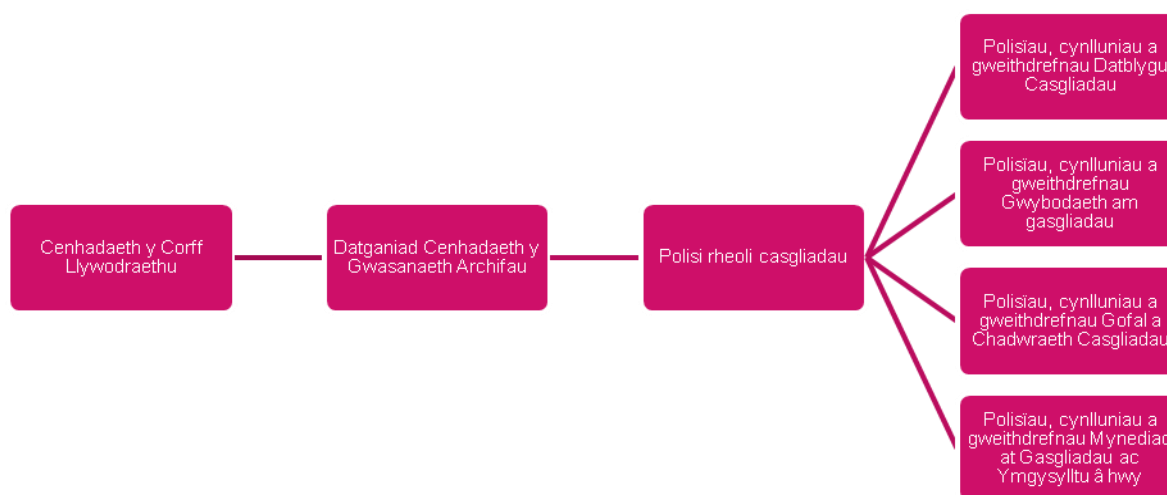 Cenhadaeth y Corff
Llywodraethu
Datganiad Cenhadaeth y
Gwasanaeth Archifau
Polisi rheoli casgliadau
Polisïau, cynlluniau a
gweithdrefnau Datblygu
Casgliadau
Polisïau, cynlluniau a
gweithdrefnau
Gwybodaeth am
gasgliadau
Polisïau, cynlluniau a
gweithdrefnau Gofal a
Chadwraeth Casgliadau
Polisïau, cynlluniau a
gweithdrefnau Mynediad
at Gasgliadau ac
Ymgysylltu â hwy